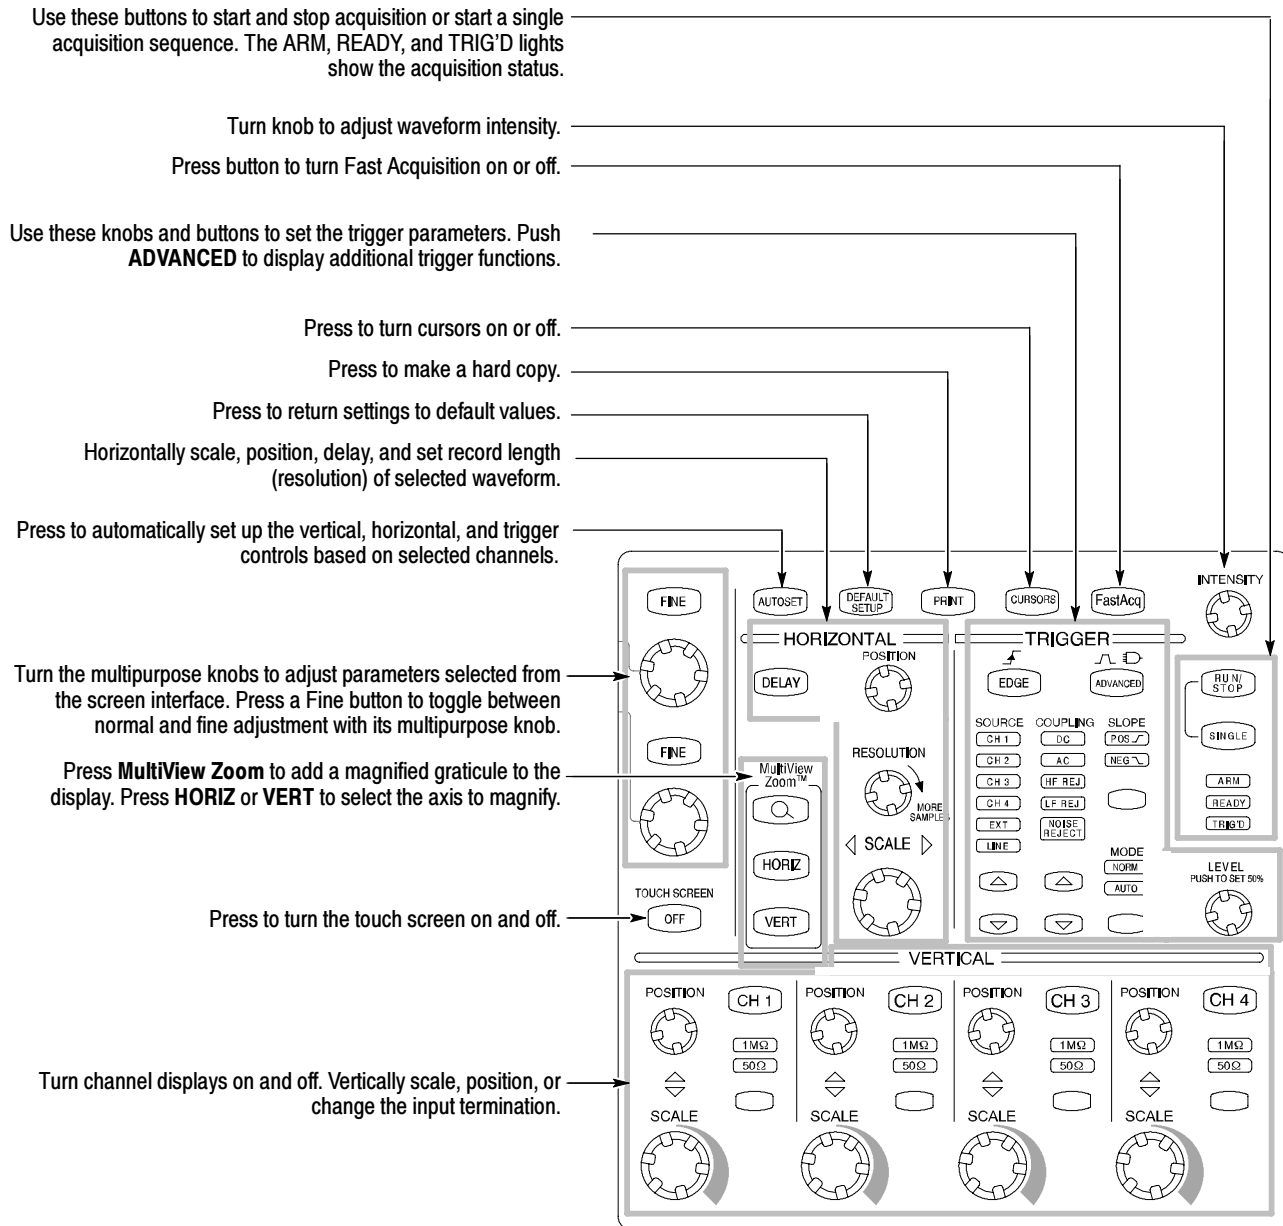 Use these buttons to start and stop acquisition or start a single
acquisition sequence. The ARM, READY, and TRIG’D lights
show the acquisition status.
Turn knob to adjust waveform intensity.
Press button to turn Fast Acquisition on or off.
Use these knobs and buttons to set the trigger parameters. Push
ADVANCED to display additional trigger functions.
Press to turn cursors on or off.
Press to make a hard copy.
Press to return settings to default values.
Horizontally scale, position, delay, and set record length
(resolution) of selected waveform.
Press to automatically set up the vertical, horizontal, and trigger
controls based on selected channels.
Turn the multipurpose knobs to adjust parameters selected from
the screen interface. Press a Fine button to toggle between
normal and fine adjustment with its multipurpose knob.
Press MultiView Zoom to add a magnified graticule to the
display. Press HORIZ or VERT to select the axis to magnify.
Press to turn the touch screen on and off.
Turn channel displays on and off. Vertically scale, position, or
change the input termination.
FINE
FINE
TOUCH SCREEN
OFF
AUTOSET
DEFAULT
SETUP
PRINT
CURSORS
FastAcq
INTENSITY
HORIZONTAL
POSITION
DELAY
RESOLUTION
MORE
SAMPLES
SCALE
MultiView
Zoom™
HORIZ
VERT
TRIGGER
EDGE
ADVANCED
SOURCE
CH 1
CH 2
CH 3
CH 4
EXT
LINE
COUPLING
DC
AC
HF REJ
LF REJ
NOISE
REJECT
SLOPE
POS
NEG
MODE
NORM
AUTO
RUN/
STOP
SINGLE
ARM
READY
TRIG'D
LEVEL
PUSH TO SET 50%
VERTICAL
POSITION
CH 1
1MΩ
50Ω
SCALE
POSITION
CH 2
1MΩ
50Ω
SCALE
POSITION
CH 3
1MΩ
50Ω
SCALE
POSITION
CH 4
1MΩ
50Ω
SCALE